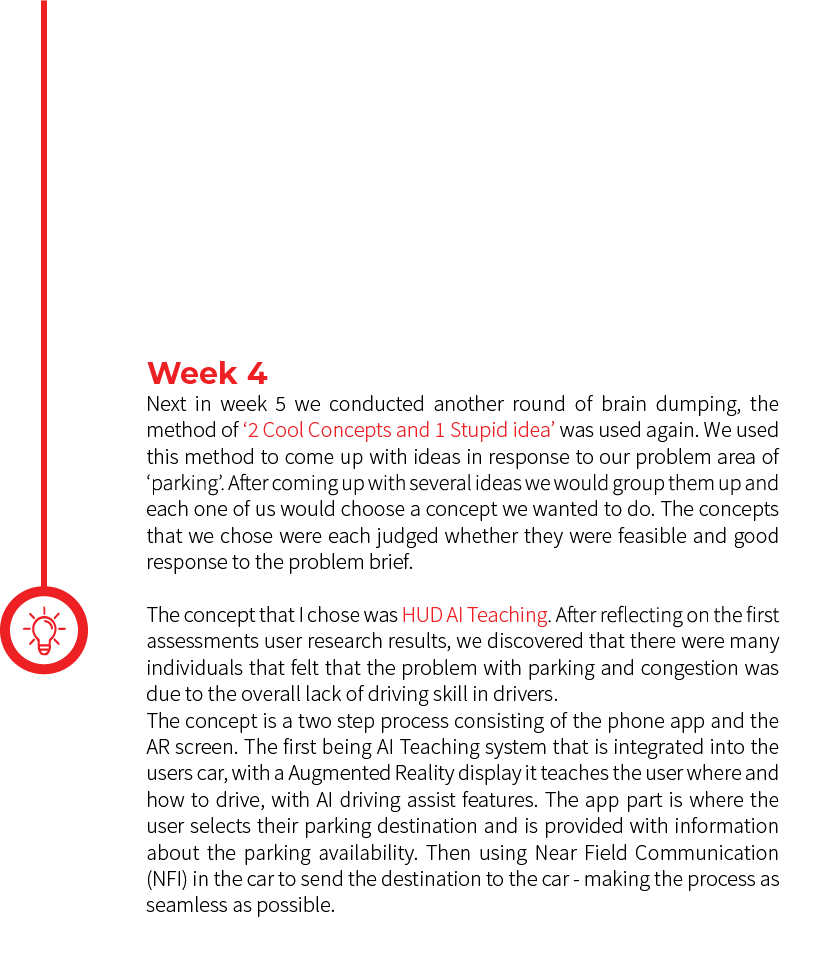 Week 4
Next in week 5 we conducted another round of brain dumping, the
method of ‘2 Cool Concepts and 1 Stupid idea’ was used again. We used
this method to come up with ideas in response to our problem area of
‘parking’. After coming up with several ideas we would group them up and
each one of us would choose a concept we wanted to do. The concepts
that we chose were each judged whether they were feasible and good
response to the problem brief.
The concept that I chose was HUD AI Teaching. After reflecting on the first
assessments user research results, we discovered that there were many
individuals that felt that the problem with parking and congestion was
due to the overall lack of driving skill in drivers.
The concept is a two step process consisting of the phone app and the
AR screen. The first being AI Teaching system that is integrated into the
users car, with a Augmented Reality display it teaches the user where and
how to drive, with AI driving assist features. The app part is where the
user selects their parking destination and is provided with information
about the parking availability. Then using Near Field Communication
(NFI) in the car to send the destination to the car - making the process as
seamless as possible.